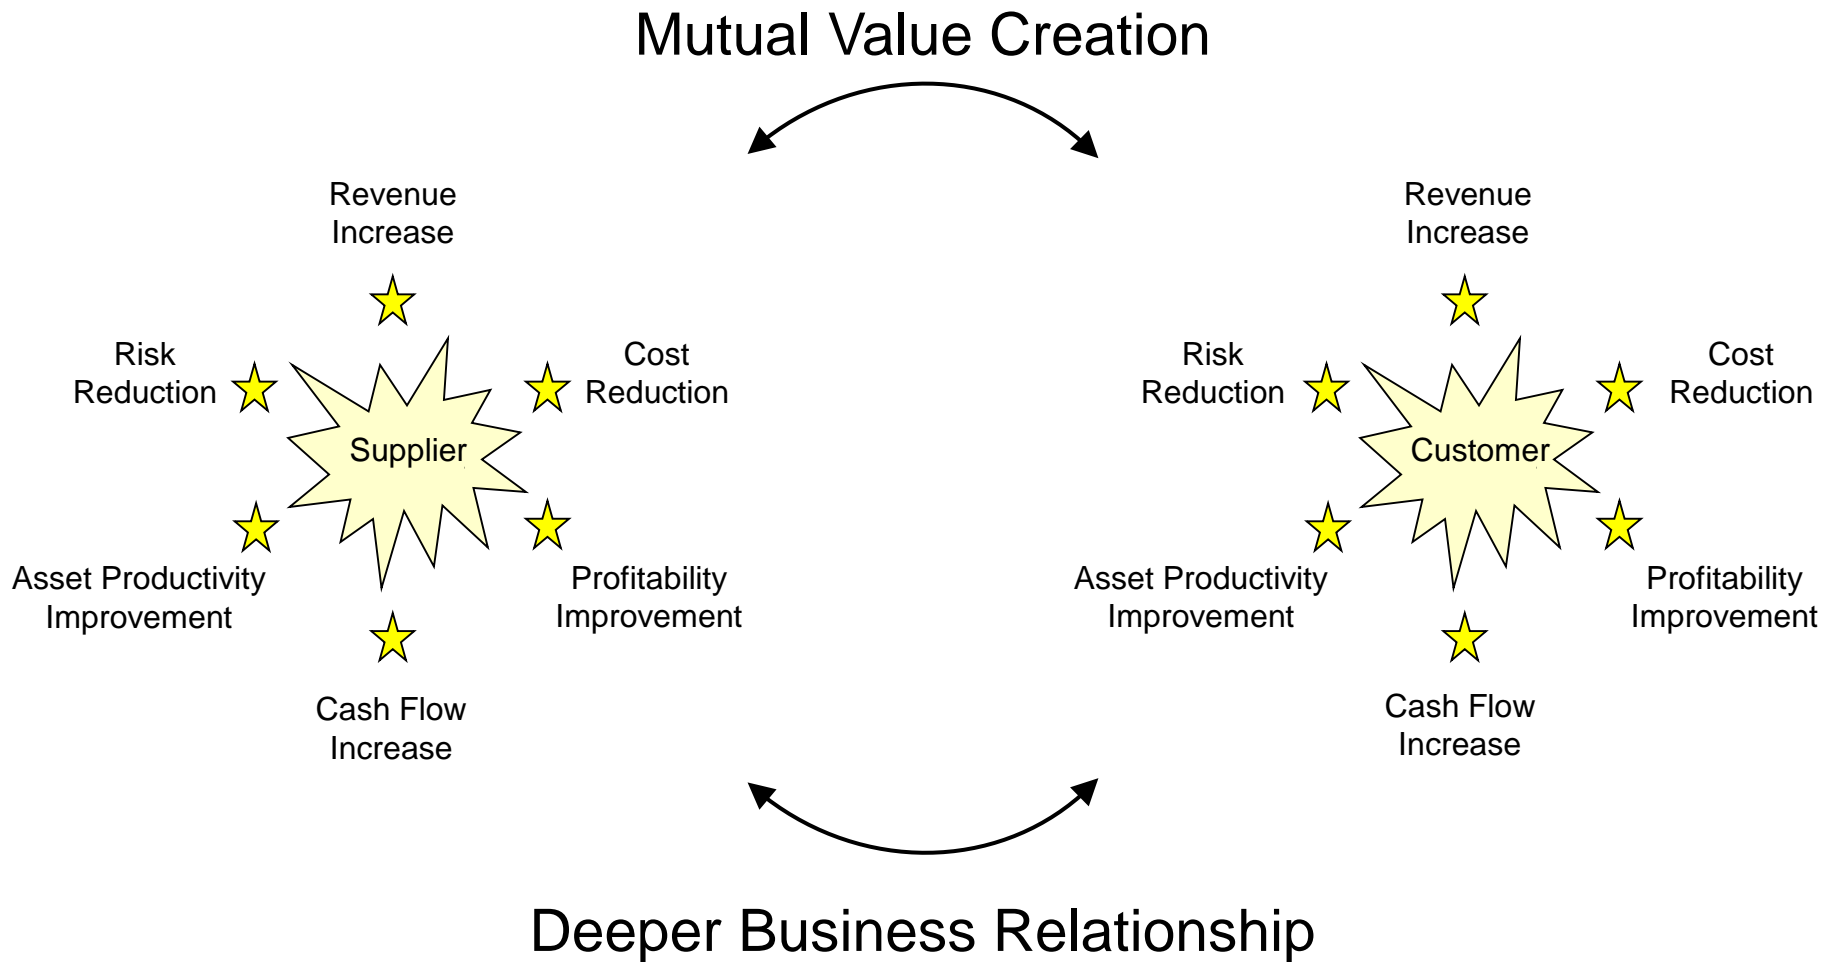 Mutual Value Creation
Revenue
Increase
Risk
Reduction
Cost
Reduction
Supplier
Asset Productivity
Improvement
Profitability
Improvement
Cash Flow
Increase
Revenue
Increase
Risk
Reduction
Cost
Reduction
Customer
Asset Productivity
Improvement
Profitability
Improvement
Cash Flow
Increase
Deeper Business Relationship